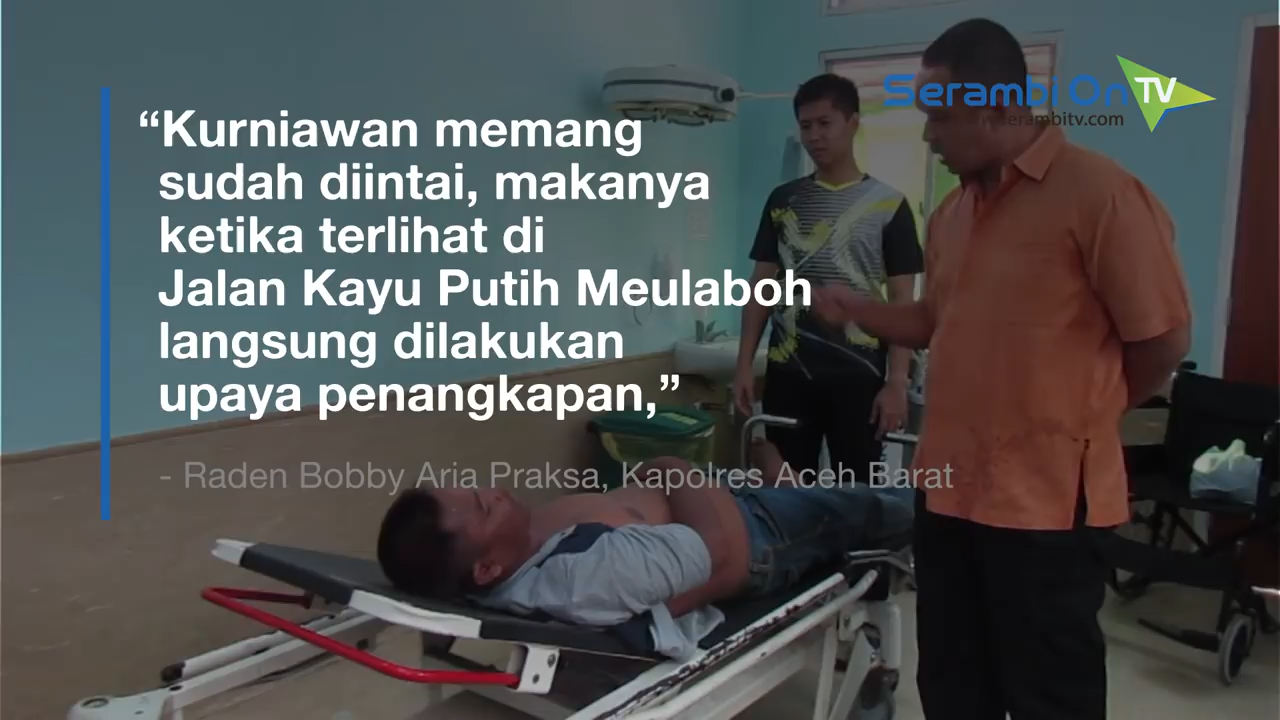 Serambi On TV
serambitv.com
“Kurniawan memang
sudah diintai, makanya
ketika terlihat di
Jalan Kayu Putih Meulaboh
langsung dilakukan
upaya penangkapan,”
- Raden Bobby Aria Praksa, Kapolres Aceh Barat